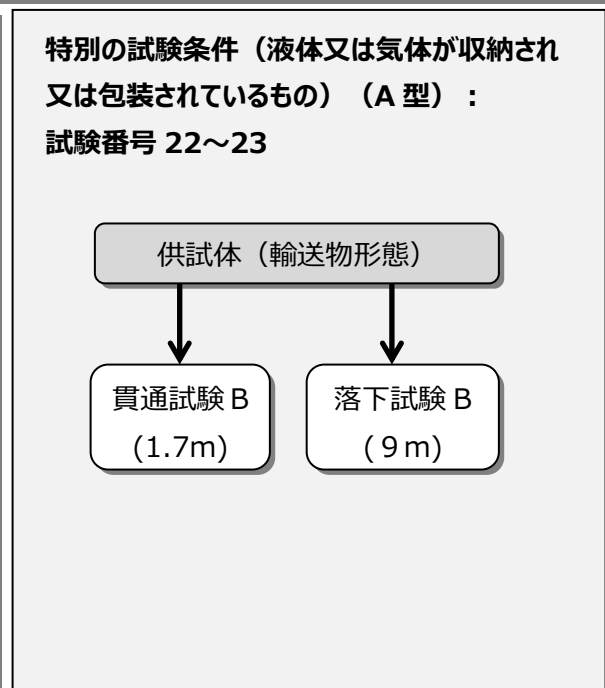 特別の試験条件（液体又は気体が収納され
又は包装されているもの）（A 型）：
試験番号 22～23
供試体（輸送物形態）
貫通試験 B
(1.7m)
落下試験 B
( 9 m)